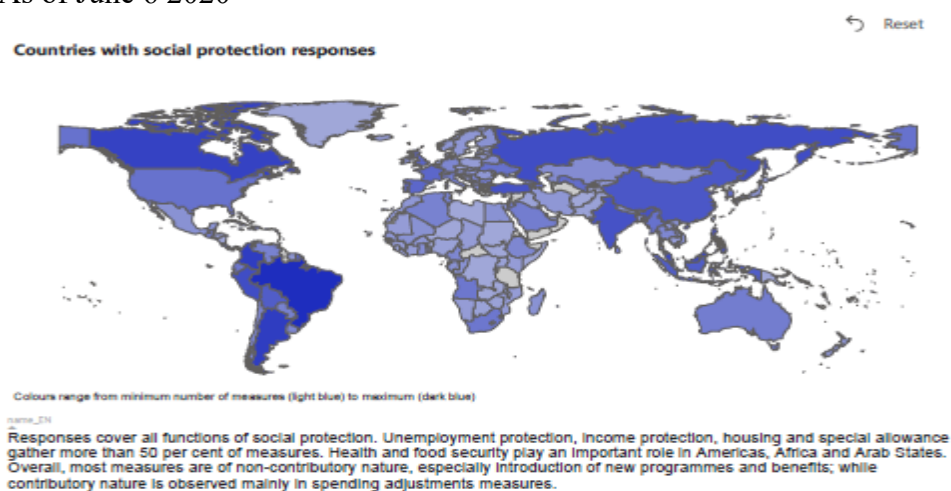 As of June 6 2020
Reset
Countries with social protection responses
Colours range from minimum number of measures (light blue) to maximum (dark blue)
name_EN
Responses cover all functions of social protection. Unemployment protection, income protection, housing and special allowance
gather more than 50 per cent of measures. Health and food security play an important role in Americas, Africa and Arab States.
Overall, most measures are of non-contributory nature, especially introduction of new programmes and benefits; while
contributory nature is observed mainly in spending adjustments measures.